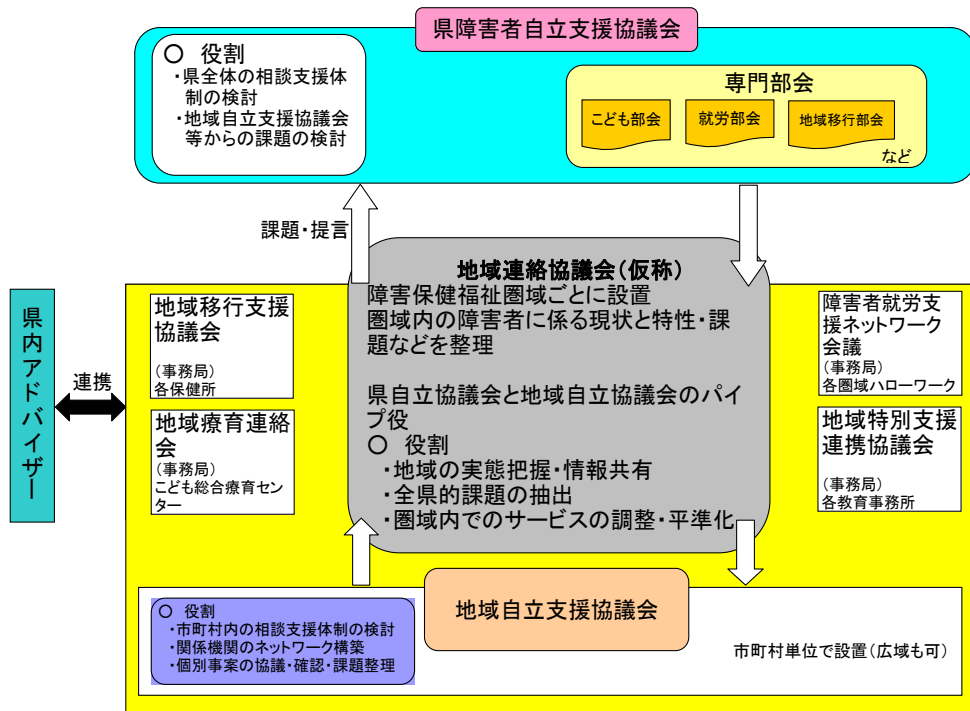 県障害者自立支援協議会
○ 役割
・県全体の相談支援体
制の検討
・地域自立支援協議会
等からの課題の検討
専門部会
こども部会
就労部会
地域移行部会
など
課題・提言
県内アドバイザー
連携
地域移行支援
協議会
(事務局)
各保健所
地域療育連絡
会
(事務局)
こども総合療育セン
ター
地域連絡協議会(仮称)
障害保健福祉圏域ごとに設置
圏域内の障害者に係る現状と特性・課
題などを整理
県自立協議会と地域自立協議会のパイ
プ役
○ 役割
・地域の実態把握・情報共有
・全県的課題の抽出
・圏域内でのサービスの調整・平準化
障害者就労支
援ネットワーク
会議
(事務局)
各圏域ハローワーク
地域特別支援
連携協議会
(事務局)
各教育事務所
地域自立支援協議会
○ 役割
・市町村内の相談支援体制の検討
・関係機関のネットワーク構築
・個別事案の協議・確認・課題整理
市町村単位で設置(広域も可)